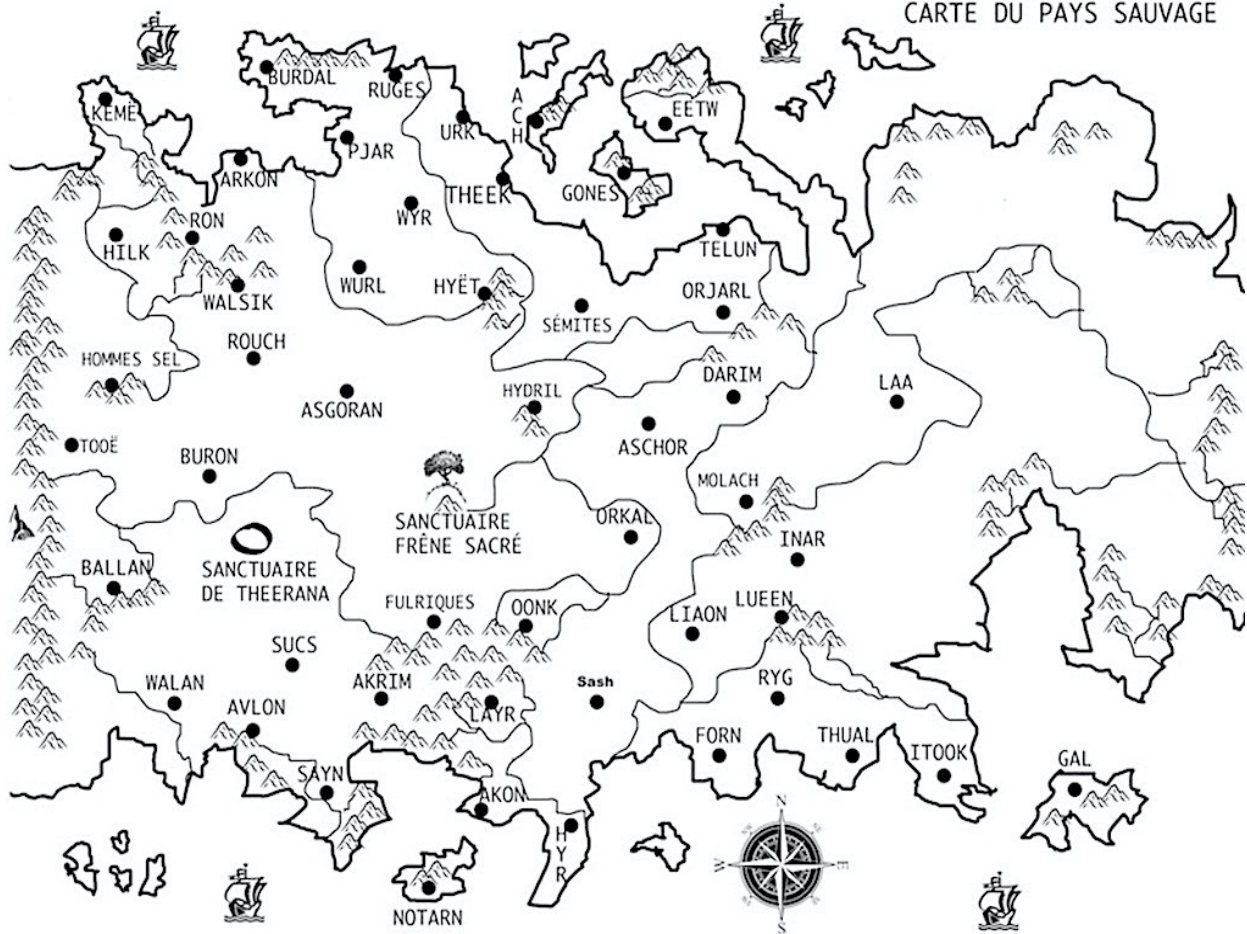 CARTE DU PAYS SAUVAGE
BURDAL
RUGES
KEMÈ
ACH
EETW
URK
PJAR
ARKON
THEEK
GONES
WYR
RON
HILK
TELUN
WURL
HYËT
WALSIK
ORJARL
SÉMITES
ROUCH
HOMMES SEL
DARIM
LAA
HYDRIL
ASGORAN
ASCHOR
TOOË
BURON
MOLACH
SANCTUAIRE
FRÊNE SACRÉ
ORKAL
INAR
BALLAN
SANCTUAIRE
DE THEERANA
FULRIQUES
OONK
LUEEN
LIAON
SUCS
WALAN
AKRIM
Sash
RYG
AVLON
LAYR
FORN
THUAL
ITOOK
GAL
SAYN
AKON
HYR
N
W
E
S
NOTARN